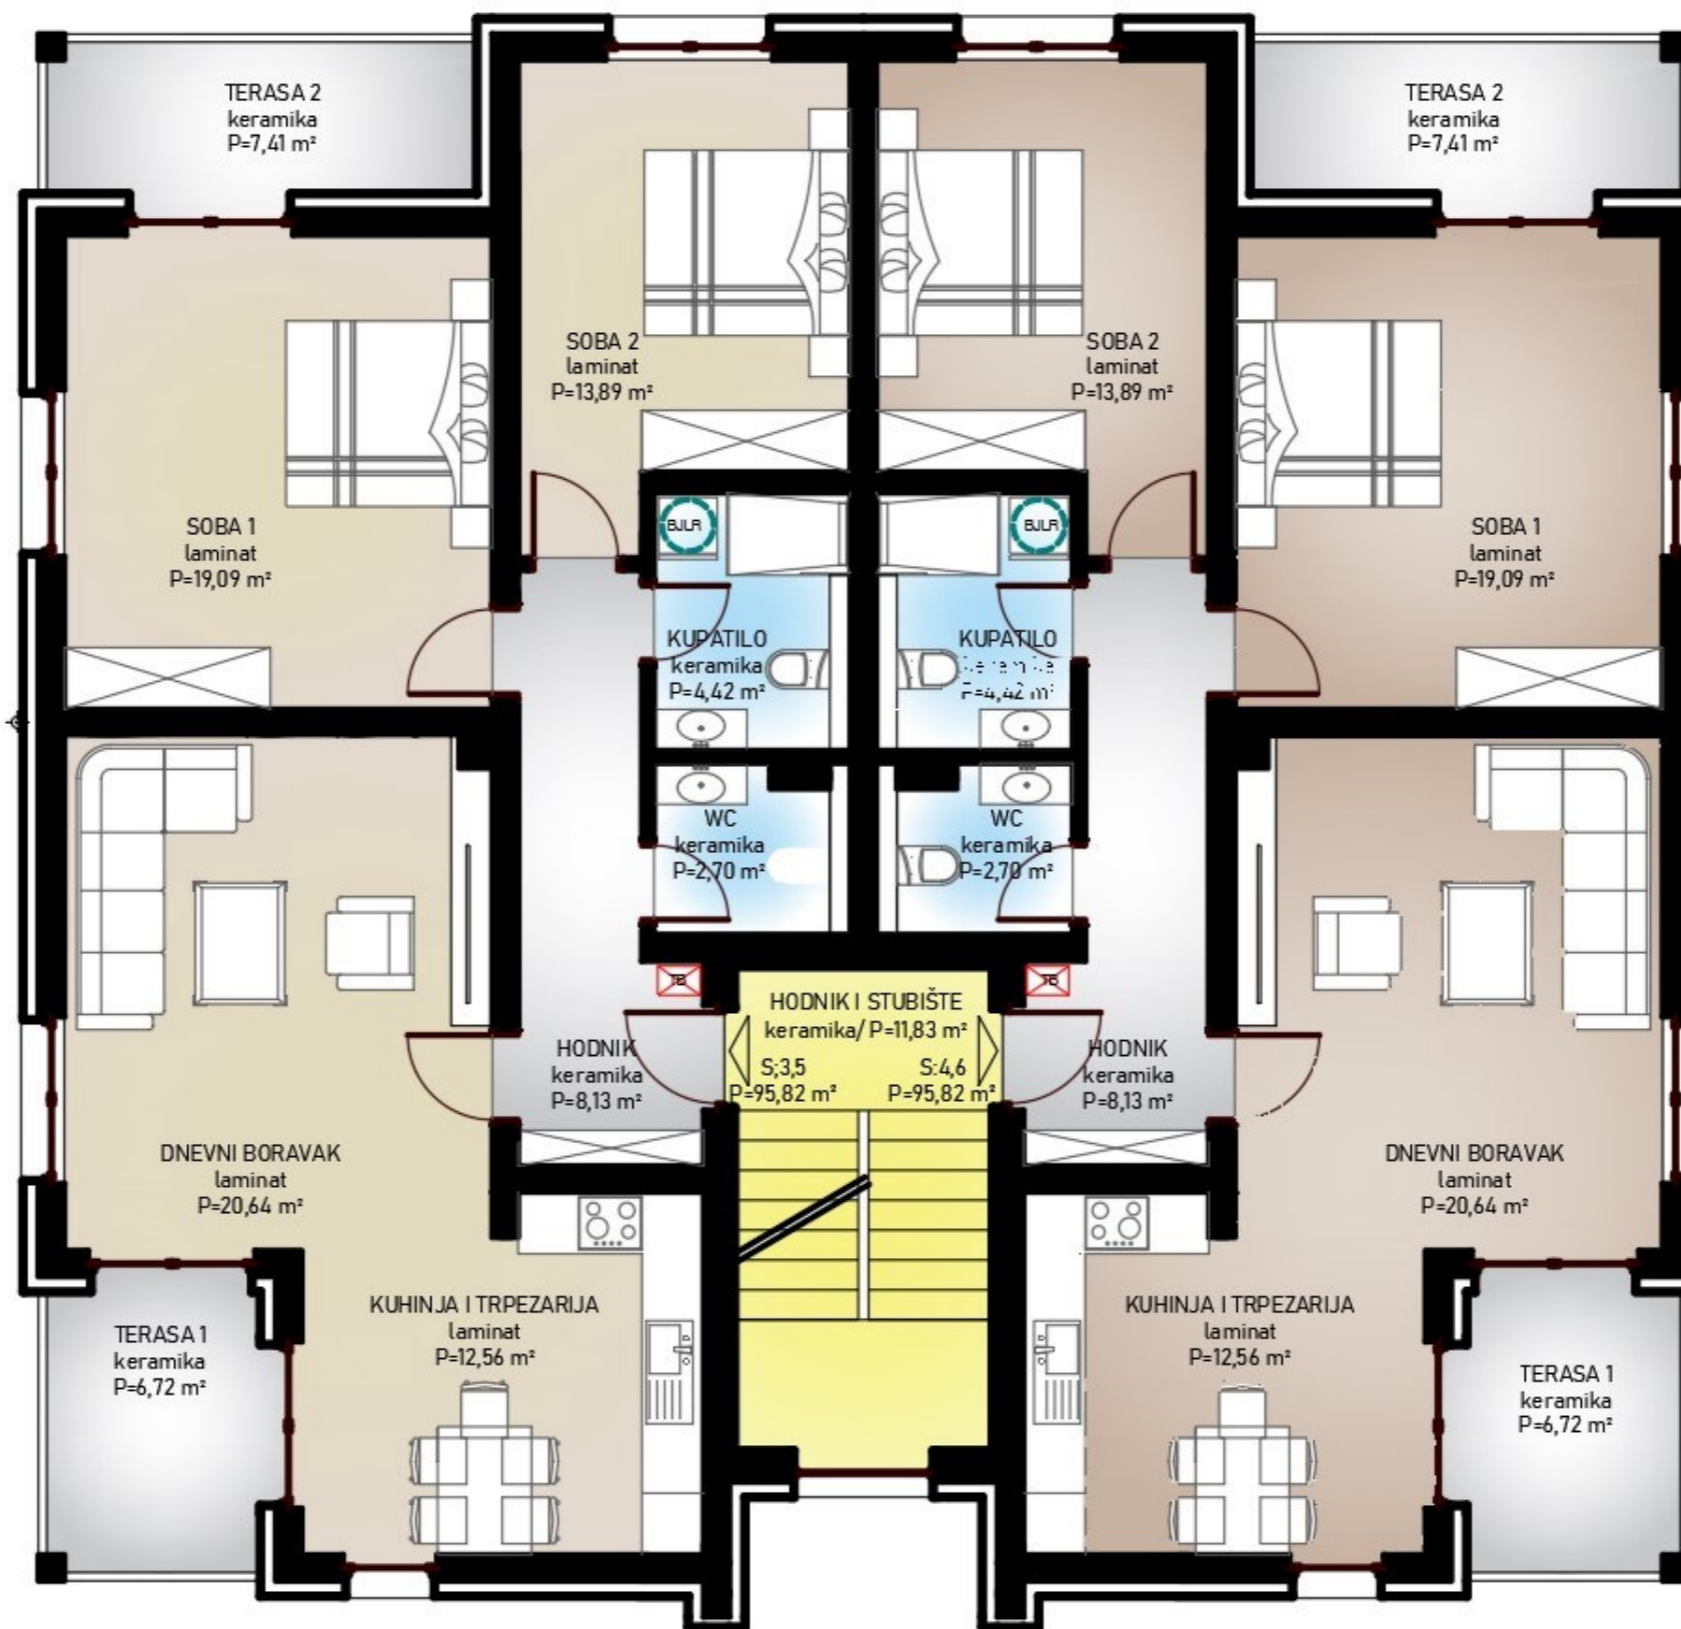 TERASA 2
keramika
P=7,41 m²
TERASA 2
keramika
P=7,41 m²
SOBA 2
laminat
P=13,89 m²
SOBA 2
laminat
P=13,89 m²
SOBA 1
laminat
P=19,09 m²
BJLR
BJLR
SOBA 1
laminat
P=19,09 m²
KUPATILO
keramika
P=4,42 m²
KUPATILO
keramika
P=4,42 m²
WC
keramika
P=2,70 m²
WC
keramika
P=2,70 m²
TB
TB
HODNIK I STUBIŠTE
keramika/ P=11,83 m²
S;3,5
P=95,82 m²
S:4,6
P=95,82 m²
HODNIK
keramika
P=8,13 m²
HODNIK
keramika
P=8,13 m²
DNEVNI BORAVAK
laminat
P=20,64 m²
DNEVNI BORAVAK
laminat
P=20,64 m²
KUHINJA I TRPEZARIJA
laminat
P=12,56 m²
KUHINJA I TRPEZARIJA
laminat
P=12,56 m²
TERASA 1
keramika
P=6,72 m²
TERASA 1
keramika
P=6,72 m²